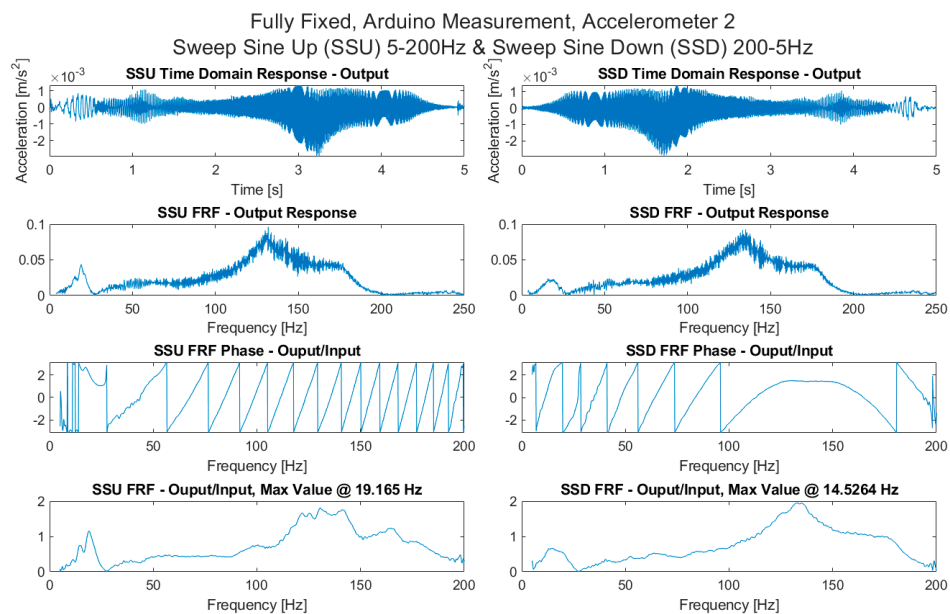 Fully Fixed, Arduino Measurement, Accelerometer 2
Sweep Sine Up (SSU) 5-200Hz & Sweep Sine Down (SSD) 200-5Hz
×10⁻³ SSU Time Domain Response - Output
Acceleration [m/s²]
1
0
-1
-2
0 1 2 3 4 5
Time [s]
×10⁻³ SSD Time Domain Response - Output
Acceleration [m/s²]
1
0
-1
-2
0 1 2 3 4 5
Time [s]
SSU FRF - Output Response
0.1
0.05
0
0 50 100 150 200 250
Frequency [Hz]
SSD FRF - Output Response
0.1
0.05
0
0 50 100 150 200 250
Frequency [Hz]
SSU FRF Phase - Ouput/Input
2
0
-2
0 50 100 150 200
Frequency [Hz]
SSD FRF Phase - Ouput/Input
2
0
-2
0 50 100 150 200
Frequency [Hz]
SSU FRF - Ouput/Input, Max Value @ 19.165 Hz
2
1
0
0 50 100 150 200
Frequency [Hz]
SSD FRF - Ouput/Input, Max Value @ 14.5264 Hz
2
1
0
0 50 100 150 200
Frequency [Hz]